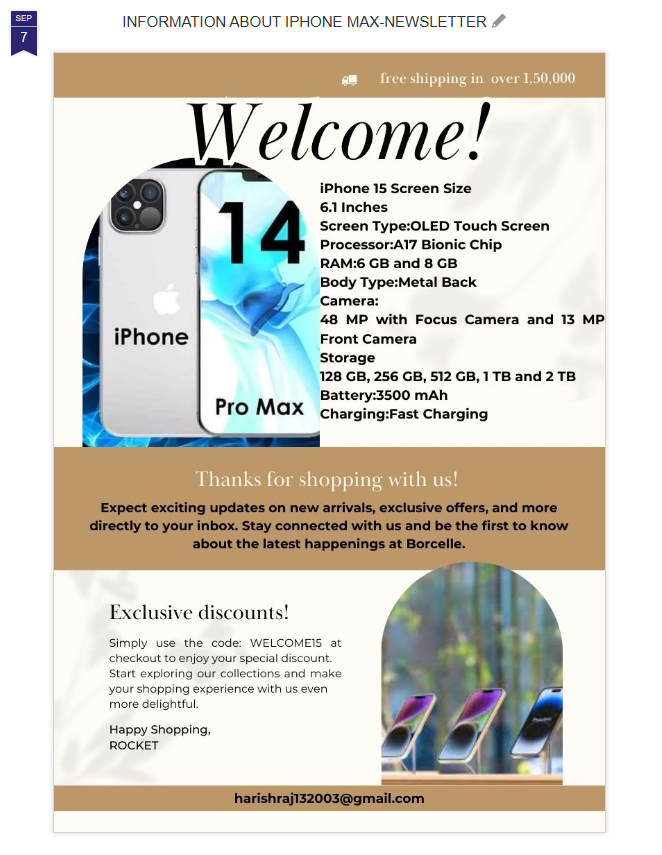 SEP
7
INFORMATION ABOUT IPHONE MAX-NEWSLETTER
free shipping in over 1,50,000
Welcome!
14
iPhone
Pro Max
iPhone 15 Screen Size
6.1 Inches
Screen Type:OLED Touch Screen
Processor:A17 Bionic Chip
RAM:6 GB and 8 GB
Body Type:Metal Back
Camera:
48 MP with Focus Camera and 13 MP
Front Camera
Storage
128 GB, 256 GB, 512 GB, 1 TB and 2 TB
Battery:3500 mAh
Charging:Fast Charging
Thanks for shopping with us!
Expect exciting updates on new arrivals, exclusive offers, and more
directly to your inbox. Stay connected with us and be the first to know
about the latest happenings at Borcelle.
Exclusive discounts!
Simply use the code: WELCOME15 at
checkout to enjoy your special discount.
Start exploring our collections and make
your shopping experience with us even
more delightful.
Happy Shopping,
ROCKET
harishraj132003@gmail.com